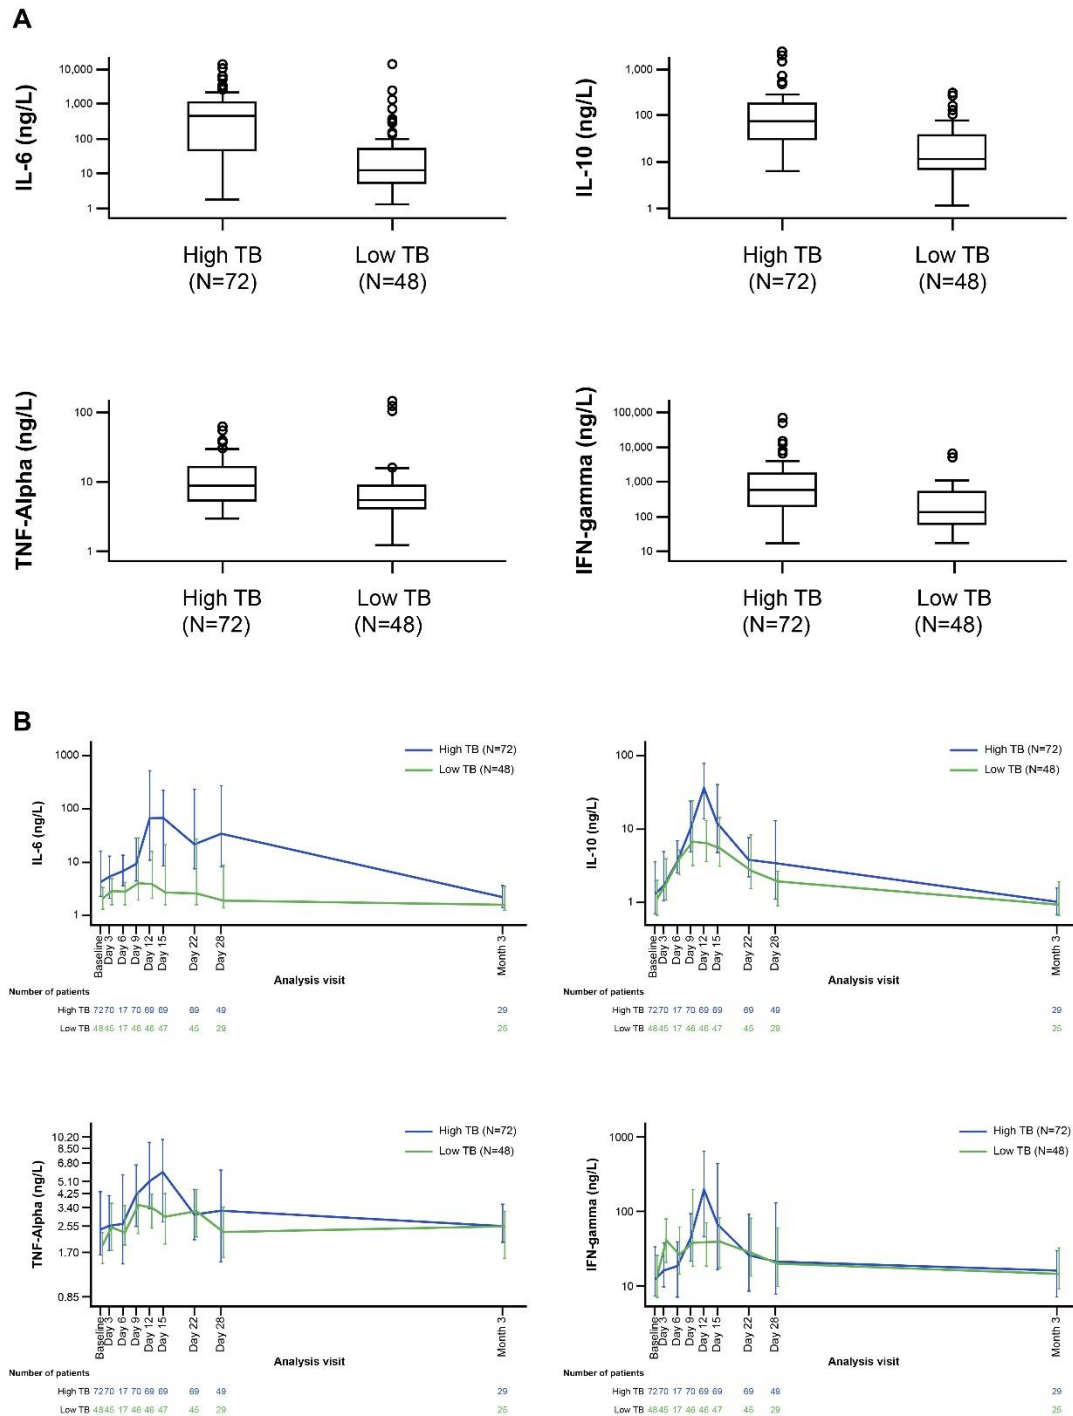 A
IL-6 (ng/L)
10,000
1,000
100
10
1
High TB
(N=72)
Low TB
(N=48)
IL-10 (ng/L)
1,000
100
10
1
High TB
(N=72)
Low TB
(N=48)
TNF-Alpha (ng/L)
100
10
1
High TB
(N=72)
Low TB
(N=48)
IFN-gamma (ng/L)
100,000
10,000
1,000
100
10
High TB
(N=72)
Low TB
(N=48)
B
IL-6 (ng/L)
1000
100
10
1
High TB (N=72)
Low TB (N=48)
Baseline
Day 3
Day 6
Day 9
Day 12
Day 15
Day 22
Day 28
Month 3
Analysis visit
Number of patients
High TB 72 70 17 70 69 69 69 49 29
Low TB 48 45 17 46 46 47 45 29 25
IL-10 (ng/L)
100
10
1
High TB (N=72)
Low TB (N=48)
Baseline
Day 3
Day 6
Day 9
Day 12
Day 15
Day 22
Day 28
Month 3
Analysis visit
Number of patients
High TB 72 70 17 70 69 69 69 49 29
Low TB 48 45 17 46 46 47 45 29 25
TNF-Alpha (ng/L)
10.20
8.50
6.80
5.10
4.25
3.40
2.55
1.70
0.85
High TB (N=72)
Low TB (N=48)
Baseline
Day 3
Day 6
Day 9
Day 12
Day 15
Day 22
Day 28
Month 3
Analysis visit
Number of patients
High TB 72 70 17 70 69 69 69 49 29
Low TB 48 45 17 46 46 47 45 29 25
IFN-gamma (ng/L)
1000
100
10
High TB (N=72)
Low TB (N=48)
Baseline
Day 3
Day 6
Day 9
Day 12
Day 15
Day 22
Day 28
Month 3
Analysis visit
Number of patients
High TB 72 70 17 70 69 69 69 49 29
Low TB 48 45 17 46 46 47 45 29 25